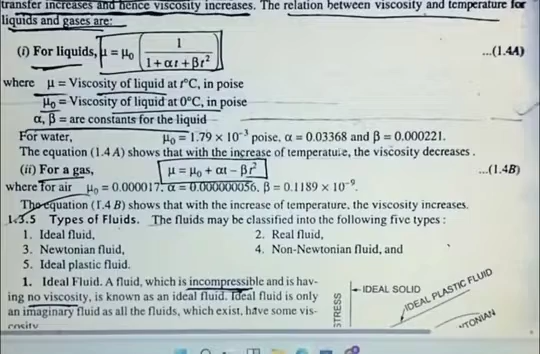 transfer increases and hence viscosity increases. The relation between viscosity and temperature for
liquids and gases are:
(i) For liquids, μ = μ₀ ( 1 / 1 + αt + βt² ) ...(1.4A)
where μ = Viscosity of liquid at t°C, in poise
μ₀ = Viscosity of liquid at 0°C, in poise
α, β = are constants for the liquid
For water, μ₀ = 1.79 × 10⁻³ poise, α = 0.03368 and β = 0.000221.
The equation (1.4 A) shows that with the increase of temperature, the viscosity decreases.
(ii) For a gas, μ = μ₀ + αt − βt² ...(1.4B)
where for air μ₀ = 0.000017, α = 0.000000056, β = 0.1189 × 10⁻⁹.
The equation (1.4 B) shows that with the increase of temperature, the viscosity increases.
1.3.5 Types of Fluids. The fluids may be classified into the following five types :
1. Ideal fluid, 2. Real fluid,
3. Newtonian fluid, 4. Non-Newtonian fluid, and
5. Ideal plastic fluid.
1. Ideal Fluid. A fluid, which is incompressible and is hav-
ing no viscosity, is known as an ideal fluid. Ideal fluid is only
an imaginary fluid as all the fluids, which exist, have some vis-
cosity
STRESS
IDEAL SOLID
IDEAL PLASTIC FLUID
TONIAN